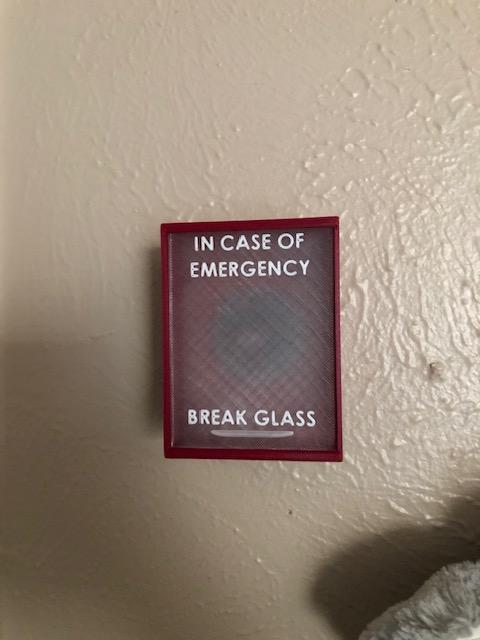 IN CASE OF
EMERGENCY
BREAK GLASS